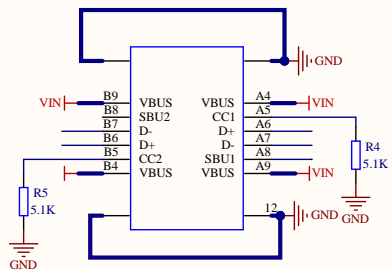 GND
VIN B9 VBUS VBUS A4 VIN
B8 SBU2 CC1 A5
B7 D- D+ A6
B6 D+ D- A7
B5 CC2 SBU1 A8
B4 VBUS VBUS A9 VIN
R4
5.1K
R5
5.1K
12 GND
GND
GND